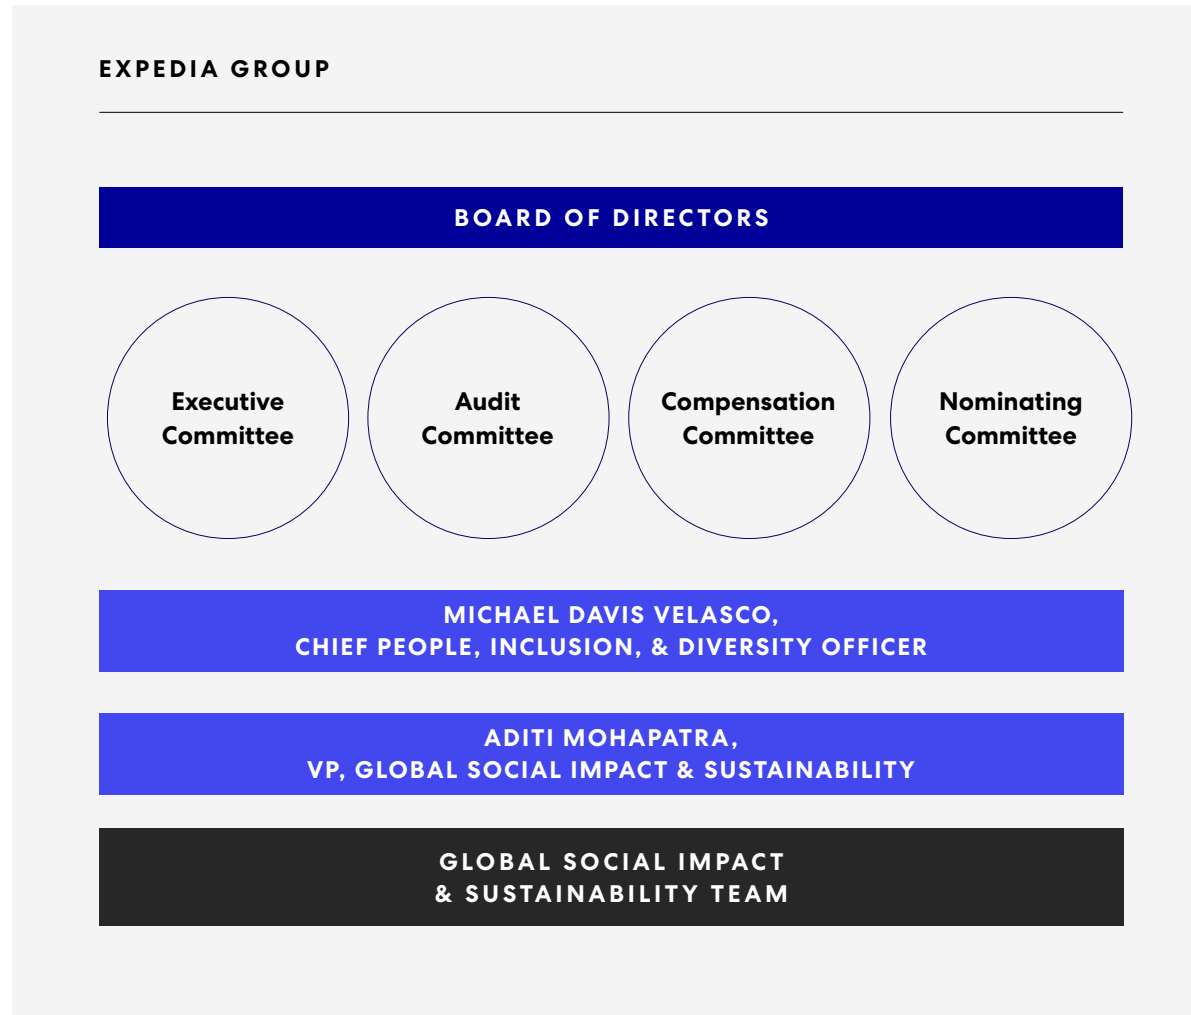 EXPEDIA GROUP
BOARD OF DIRECTORS
Executive
Committee
Audit
Committee
Compensation
Committee
Nominating
Committee
MICHAEL DAVIS VELASCO,
CHIEF PEOPLE, INCLUSION, & DIVERSITY OFFICER
ADITI MOHAPATRA,
VP, GLOBAL SOCIAL IMPACT & SUSTAINABILITY
GLOBAL SOCIAL IMPACT
& SUSTAINABILITY TEAM